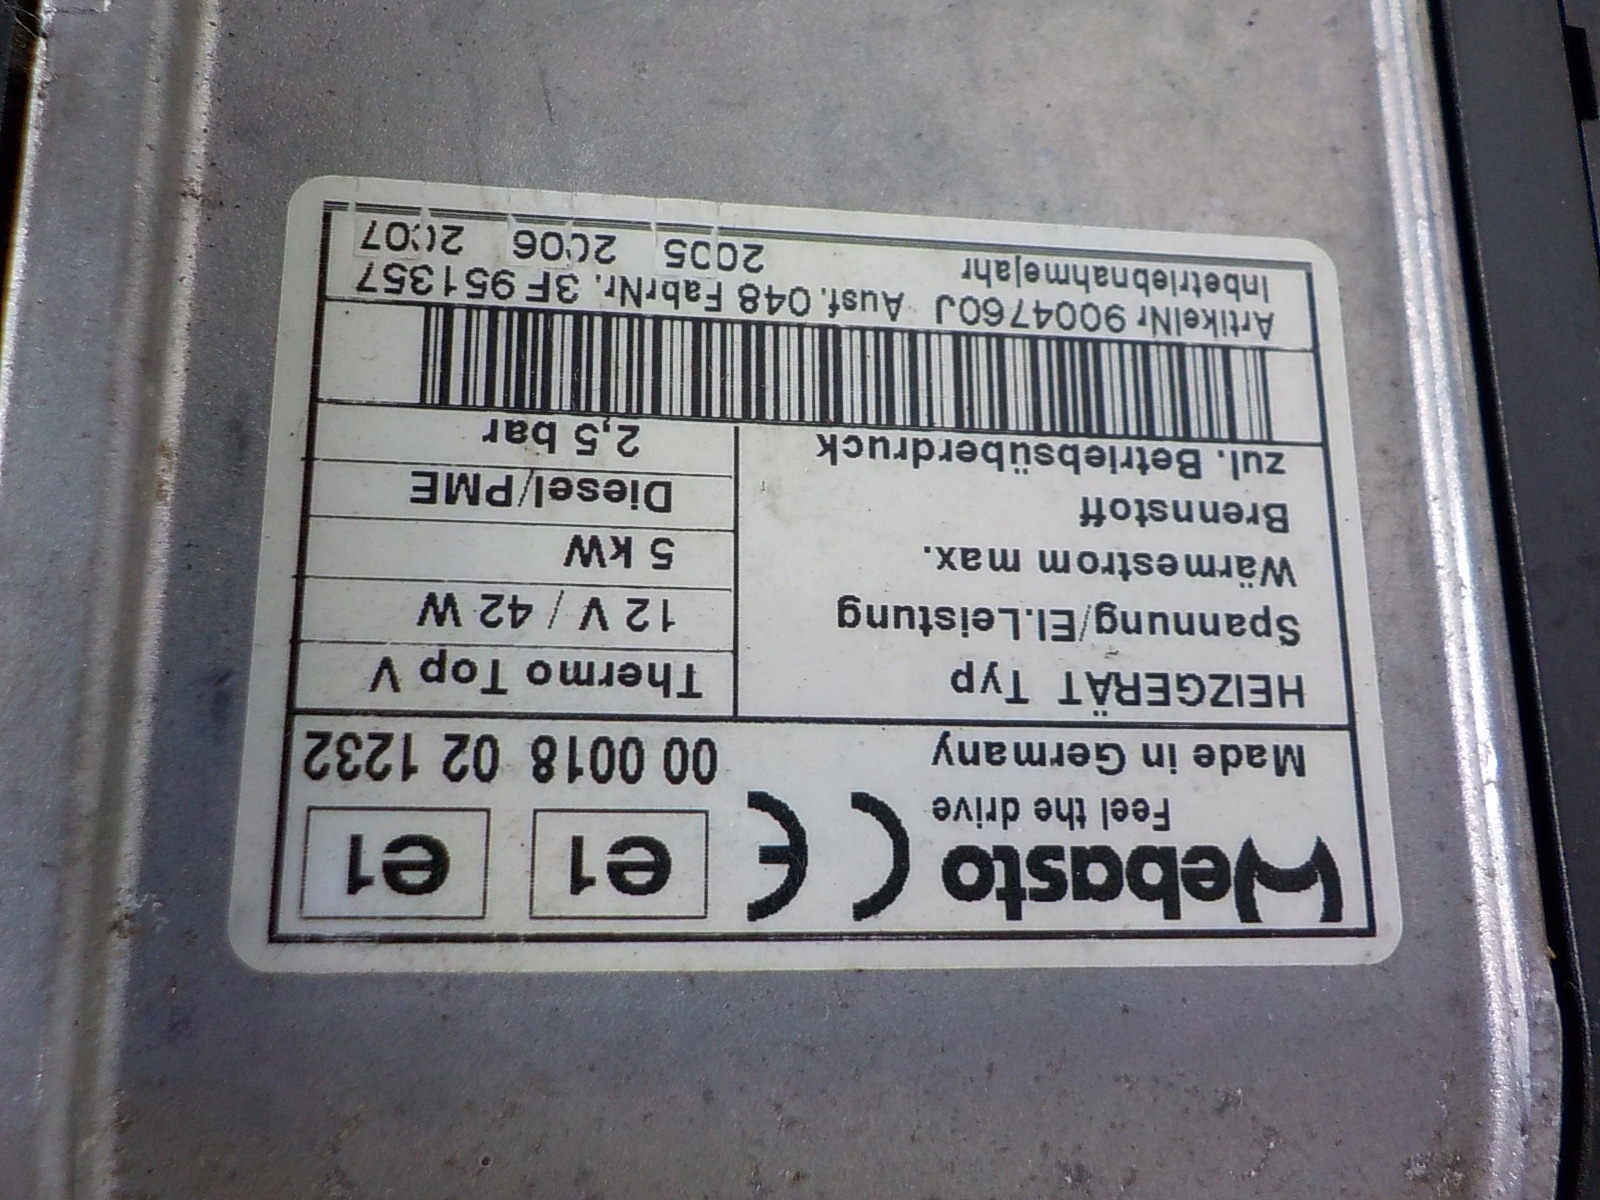 Webasto
Feel the drive
CE e1 e1
Made in Germany 00 0018 02 1232
HEIZGERÄT Typ Thermo Top V
Spannung/El.Leistung 12 V / 42 W
Wärmestrom max. 5 kW
Brennstoff Diesel/PME
zul. Betriebsüberdruck 2,5 bar
ArtikelNr 9004760J Ausf. 048 FabrNr. 3F 951357
Inbetriebnahmejahr 2005 2006 2007